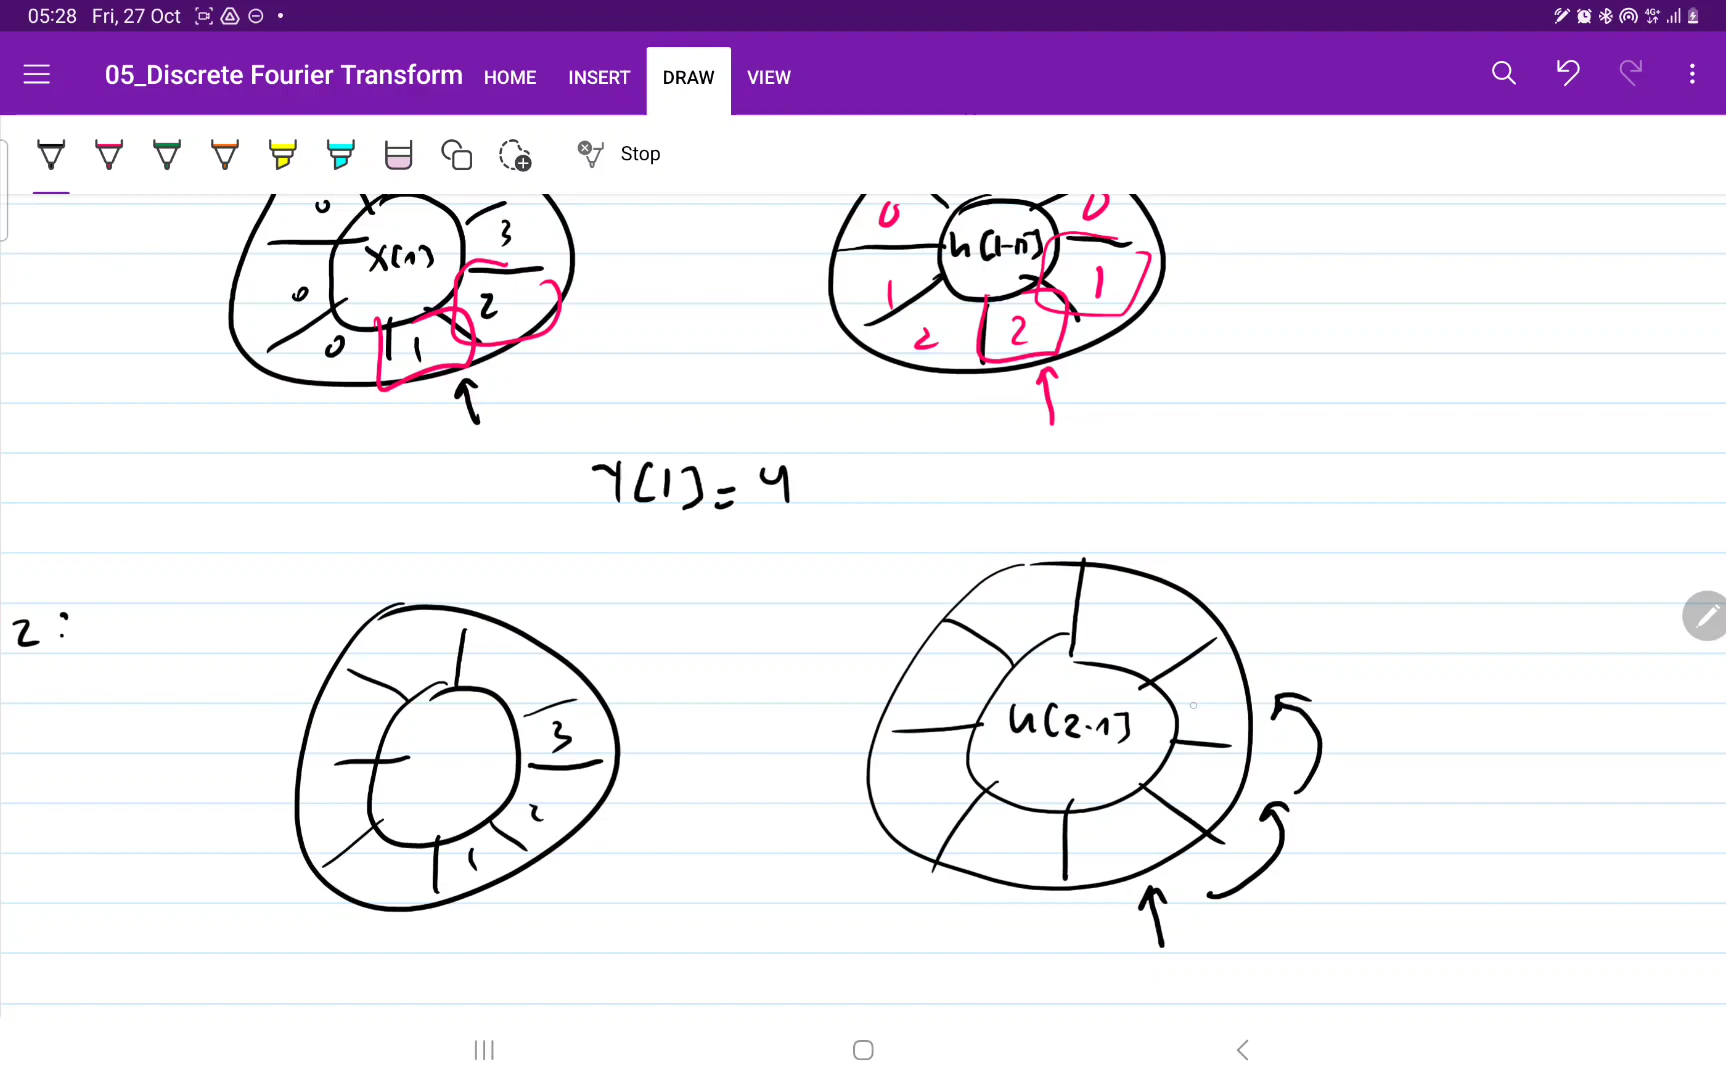 05:28 Fri, 27 Oct 4G+
05_Discrete Fourier Transform HOME INSERT DRAW VIEW
Stop
0 3 0 0
x[n] h[1-n]
0 2 1 1
0 1 2 2
Y[1] = 4
2:
3 h[2-n]
2
1